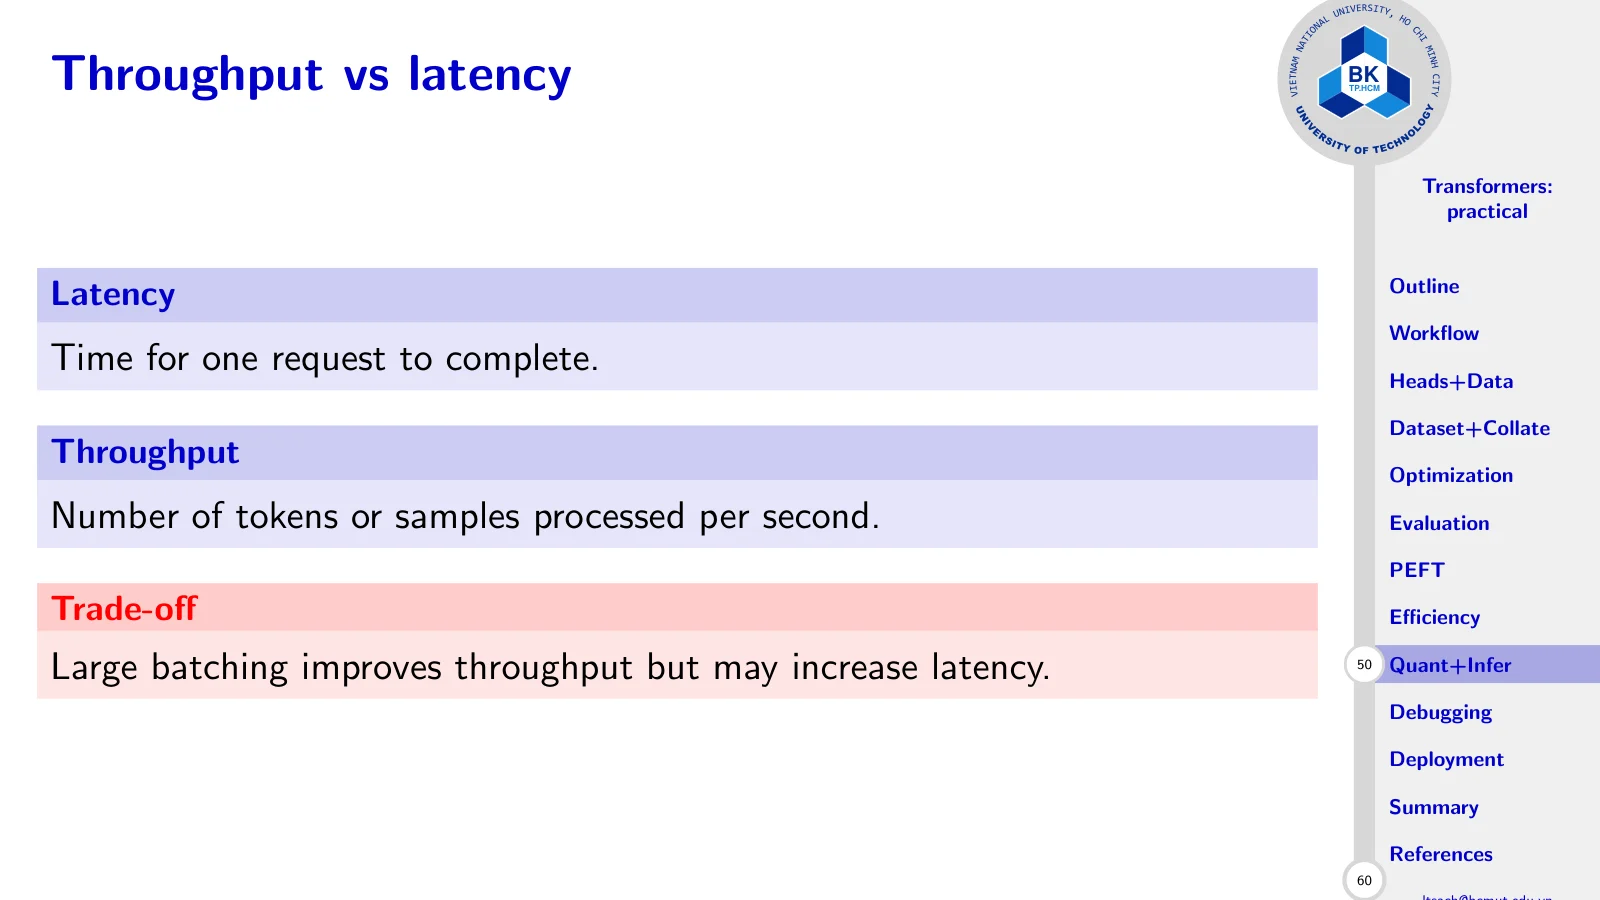 Throughput vs latency
Latency
Time for one request to complete.
Throughput
Number of tokens or samples processed per second.
Trade-off
Large batching improves throughput but may increase latency.
VIETNAM NATIONAL UNIVERSITY, HO CHI MINH CITY
BK
TP.HCM
UNIVERSITY OF TECHNOLOGY
Transformers:
practical
Outline
Workflow
Heads+Data
Dataset+Collate
Optimization
Evaluation
PEFT
Efficiency
50
Quant+Infer
Debugging
Deployment
Summary
References
60